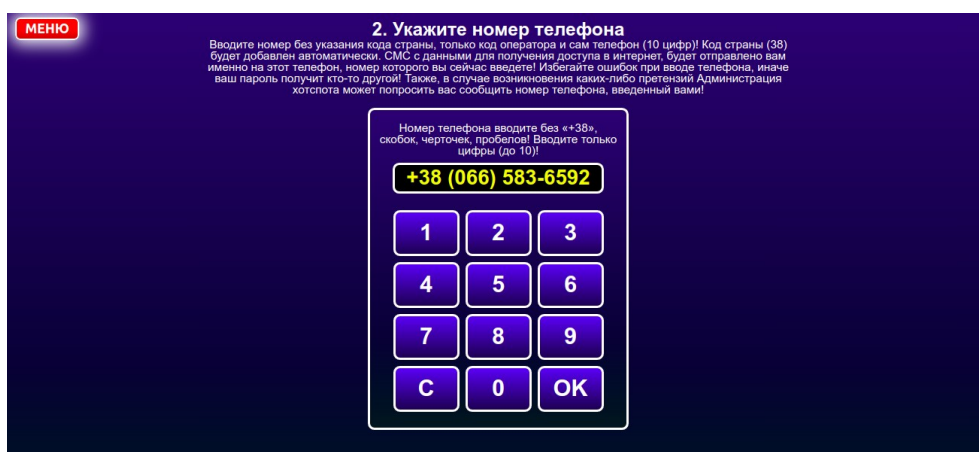 МЕНЮ
2. Укажите номер телефона
Вводите номер без указания кода страны, только код оператора и сам телефон (10 цифр)! Код страны (38)
будет добавлен автоматически. СМС с данными для получения доступа в интернет, будет отправлено вам
именно на этот телефон, номер которого вы сейчас введете! Избегайте ошибок при вводе телефона, иначе
ваш пароль получит кто-то другой! Также, в случае возникновения каких-либо претензий Администрация
хотспота может попросить вас сообщить номер телефона, введенный вами!
Номер телефона вводите без «+38»,
скобок, черточек, пробелов! Вводите только
цифры (до 10)!
+38 (066) 583-6592
1 2 3
4 5 6
7 8 9
C 0 OK